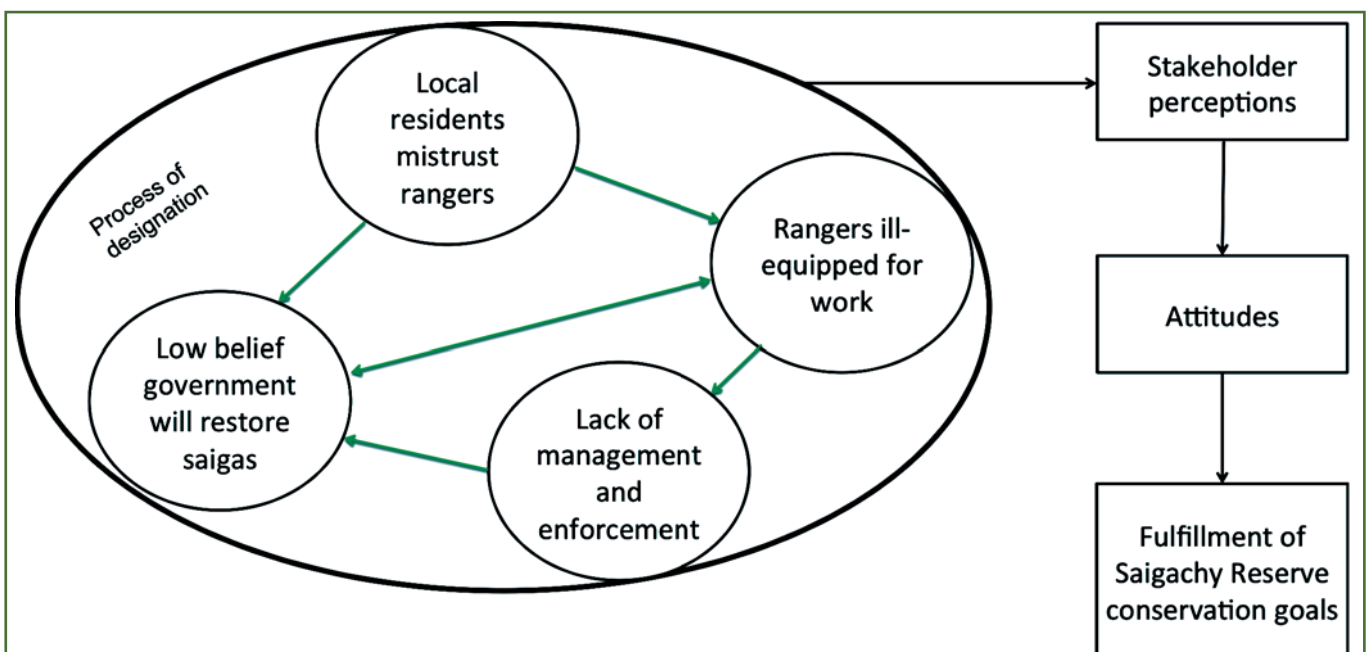 Local
residents
mistrust
rangers
Stakeholder
perceptions
Process of
designation
Rangers ill-
equipped for
work
Attitudes
Low belief
government
will restore
saigas
Lack of
management
and
enforcement
Fulfillment of
Saigachy Reserve
conservation goals